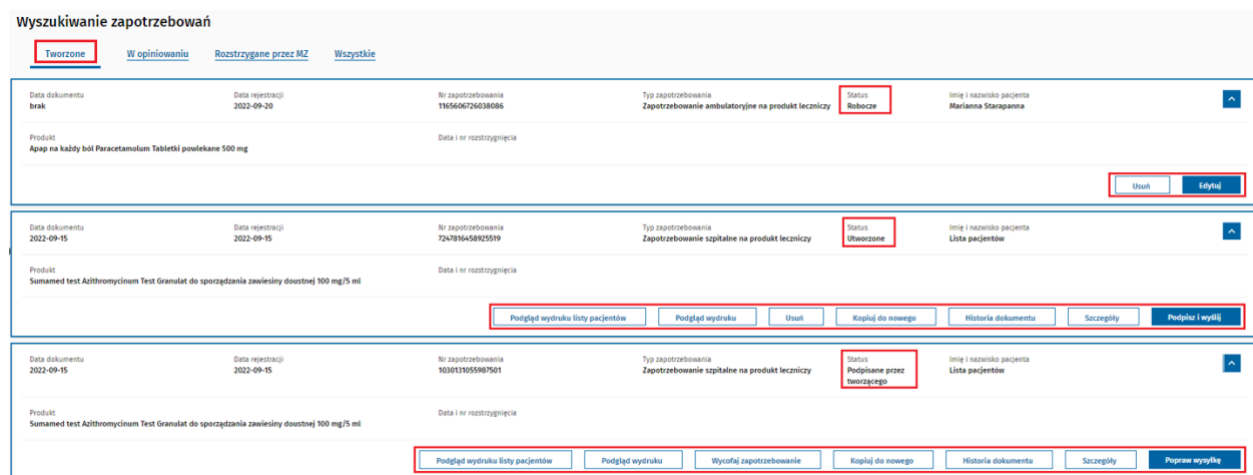 Wyszukiwanie zapotrzebowań
Tworzone W opiniowaniu Rozstrzygane przez MZ Wszystkie
Data dokumentu Data rejestracji Nr zapotrzebowania Typ zapotrzebowania Status Imię i nazwisko pacjenta
brak 2022-09-20 1165606726038086 Zapotrzebowanie ambulatoryjne na produkt leczniczy Robocze Marianna Starapanna
Produkt Data i nr rozstrzygnięcia
Apap na każdy ból Paracetamolum Tabletki powlekane 500 mg
Usuń Edytuj
Data dokumentu Data rejestracji Nr zapotrzebowania Typ zapotrzebowania Status Imię i nazwisko pacjenta
2022-09-15 2022-09-15 7247816458925519 Zapotrzebowanie szpitalne na produkt leczniczy Utworzone Lista pacjentów
Produkt Data i nr rozstrzygnięcia
Sumamed test Azithromycinum Test Granulat do sporządzania zawiesiny doustnej 100 mg/5 ml
Podgląd wydruku listy pacjentów Podgląd wydruku Usuń Kopiuj do nowego Historia dokumentu Szczegóły Podpisz i wyślij
Data dokumentu Data rejestracji Nr zapotrzebowania Typ zapotrzebowania Status Imię i nazwisko pacjenta
2022-09-15 2022-09-15 1030131055987501 Zapotrzebowanie szpitalne na produkt leczniczy Podpisane przez Lista pacjentów
tworzącego
Produkt Data i nr rozstrzygnięcia
Sumamed test Azithromycinum Test Granulat do sporządzania zawiesiny doustnej 100 mg/5 ml
Podgląd wydruku listy pacjentów Podgląd wydruku Wycofaj zapotrzebowanie Kopiuj do nowego Historia dokumentu Szczegóły Popraw wysyłkę